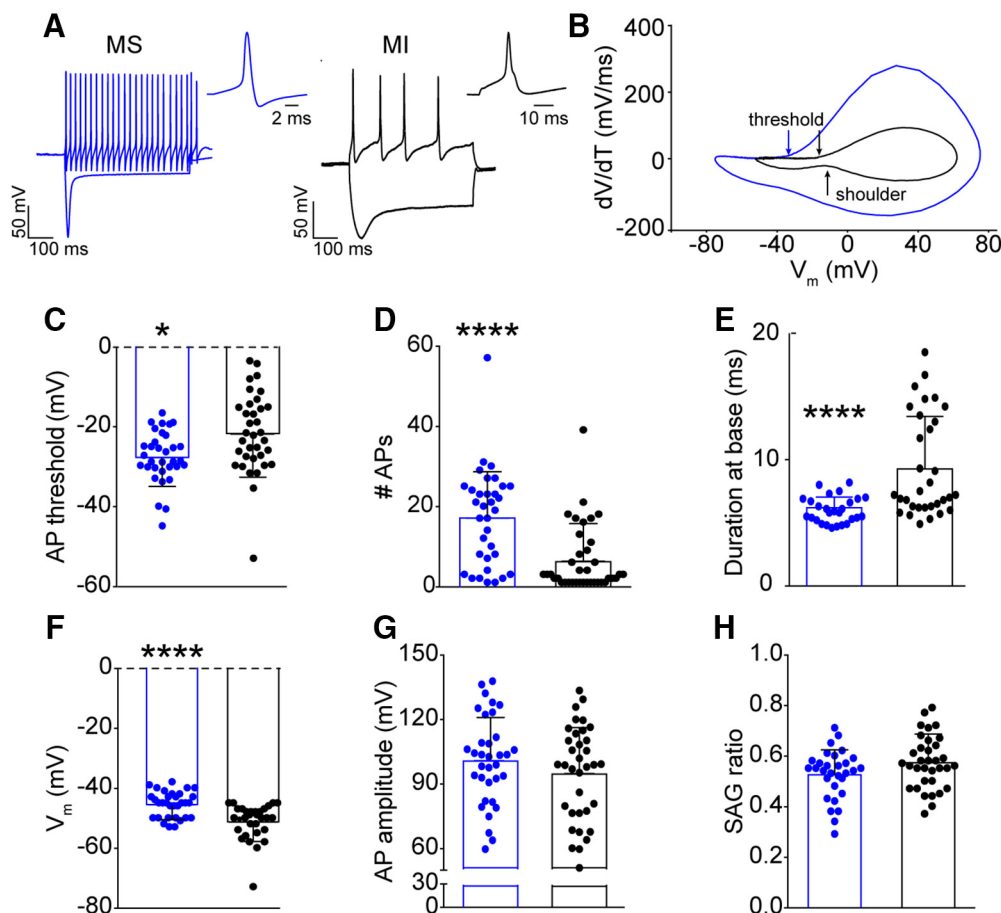 A
MS
MI
2 ms
10 ms
50 mV
100 ms
50 mV
100 ms
B
dV/dT (mV/ms)
400
200
0
-200
threshold
shoulder
-80
-40
0
40
80
Vm (mV)
C
*
AP threshold (mV)
0
-20
-40
-60
D
****
# APs
60
40
20
0
E
****
Duration at base (ms)
20
10
0
F
****
Vm (mV)
0
-20
-40
-60
-80
G
AP amplitude (mV)
150
120
90
60
30
0
H
SAG ratio
1.0
0.8
0.6
0.4
0.2
0.0